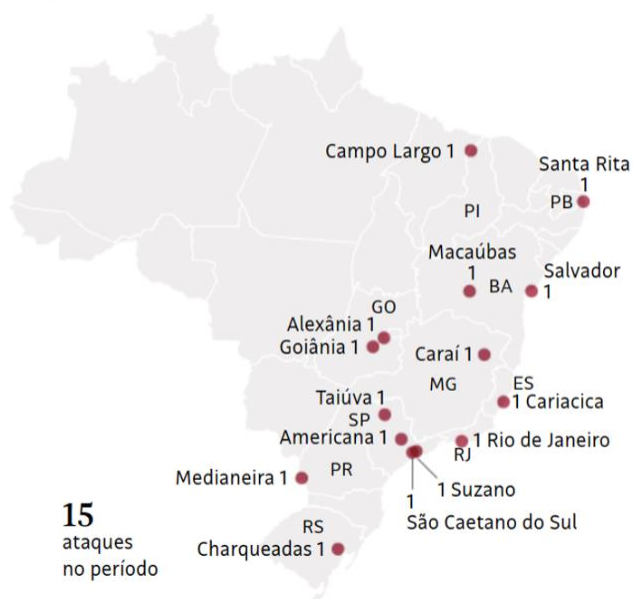 Campo Largo 1
Santa Rita
1
PB
PI
Macaúbas
1
BA
Salvador
1
GO
Alexânia 1
Goiânia 1
Caraí 1
MG
ES
1 Cariacica
Taiúva 1
SP
Americana 1
1 Rio de Janeiro
RJ
Medianeira 1
PR
1 Suzano
1
São Caetano do Sul
RS
Charqueadas 1
15
ataques
no período